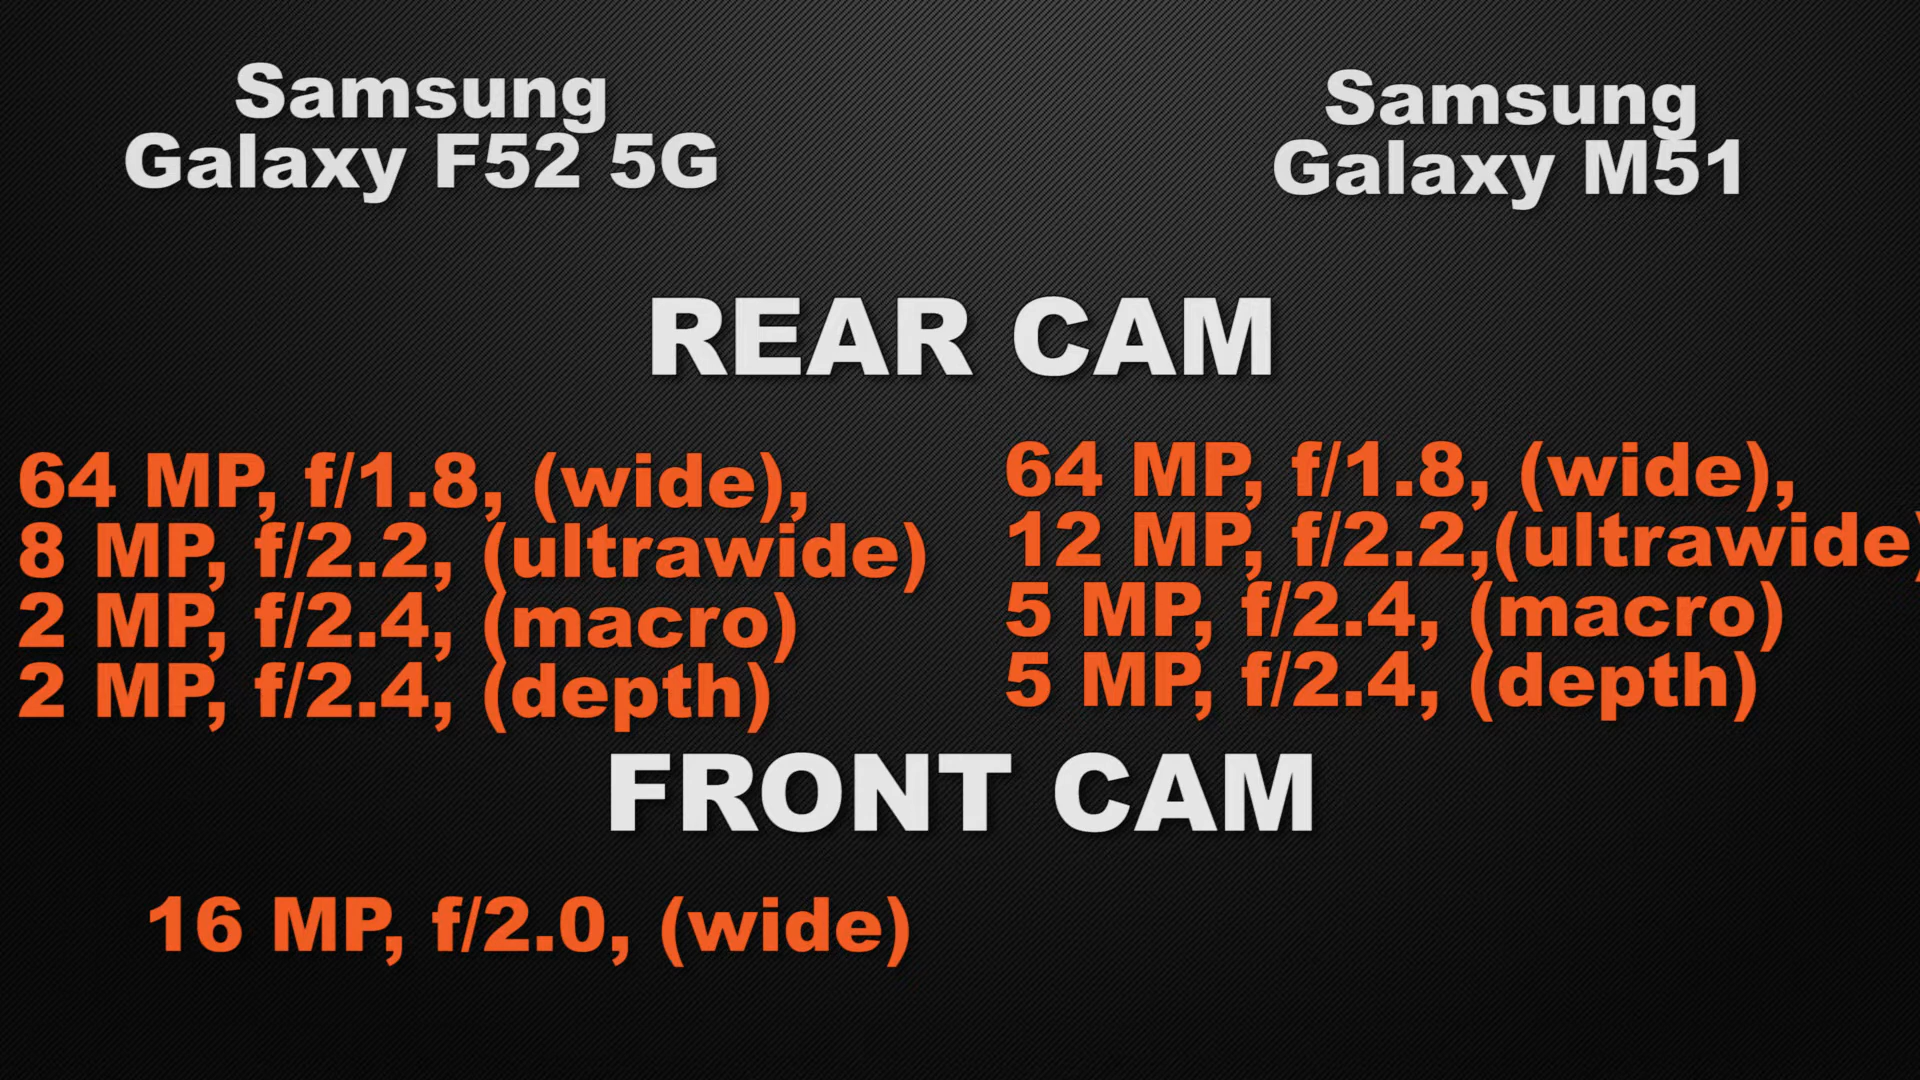 Samsung
Galaxy F52 5G
Samsung
Galaxy M51
REAR CAM
64 MP, f/1.8, (wide),
8 MP, f/2.2, (ultrawide)
2 MP, f/2.4, (macro)
2 MP, f/2.4, (depth)
64 MP, f/1.8, (wide),
12 MP, f/2.2,(ultrawide)
5 MP, f/2.4, (macro)
5 MP, f/2.4, (depth)
FRONT CAM
16 MP, f/2.0, (wide)